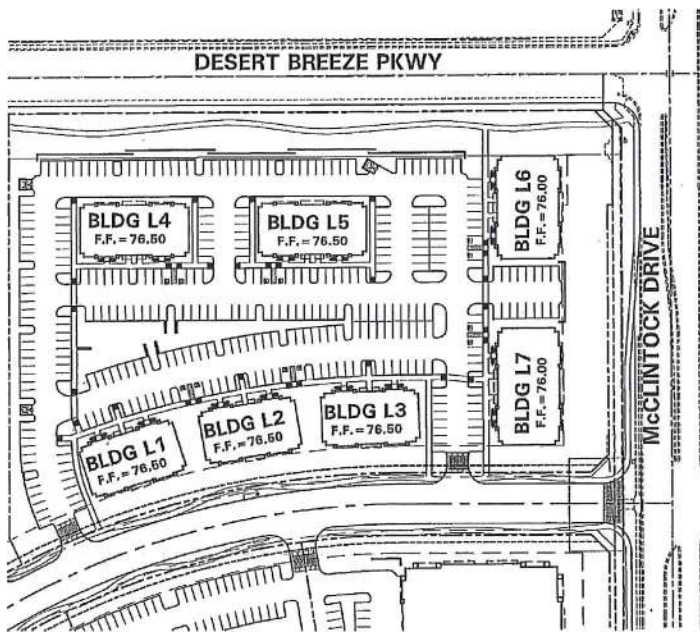 DESERT BREEZE PKWY
BLDG L4
F.F. = 76.50
BLDG L5
F.F. = 76.50
BLDG L6
F.F. = 76.00
McCLINTOCK DRIVE
BLDG L7
F.F. = 76.00
BLDG L1
F.F. = 76.50
BLDG L2
F.F. = 76.50
BLDG L3
F.F. = 76.50